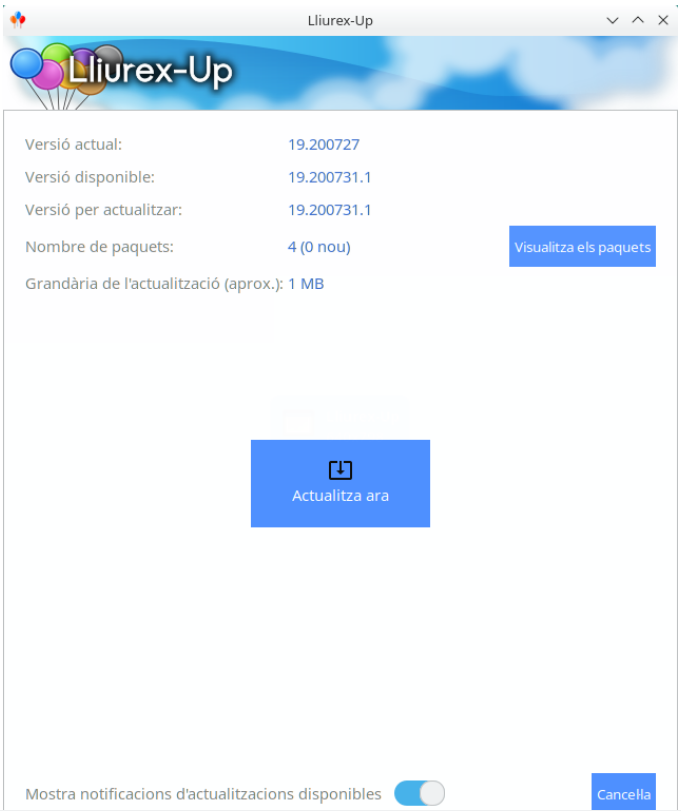 Lliurex-Up
Lliurex-Up
Versió actual: 19.200727
Versió disponible: 19.200731.1
Versió per actualitzar: 19.200731.1
Nombre de paquets: 4 (0 nou) Visualitza els paquets
Grandària de l'actualització (aprox.): 1 MB
Actualitza ara
Mostra notificacions d'actualitzacions disponibles Canceŀla